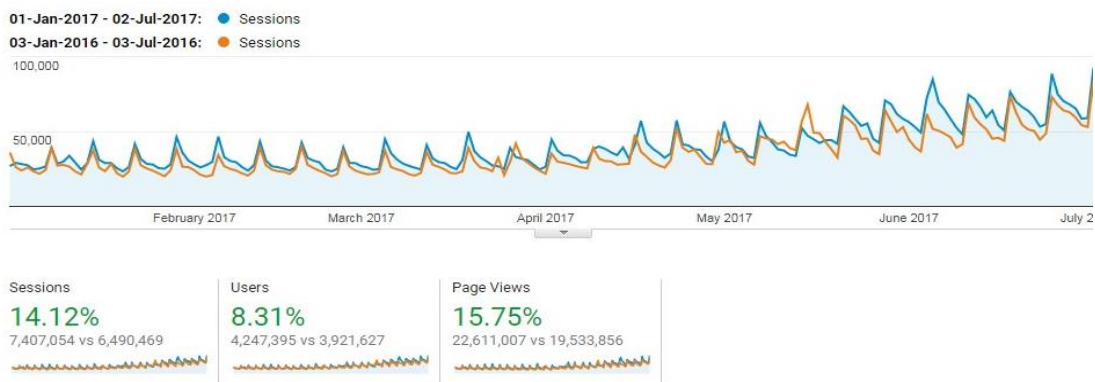 01-Jan-2017 - 02-Jul-2017: Sessions
03-Jan-2016 - 03-Jul-2016: Sessions
100,000
50,000
February 2017 March 2017 April 2017 May 2017 June 2017 July 2
Sessions Users Page Views
14.12% 8.31% 15.75%
7,407,054 vs 6,490,469 4,247,395 vs 3,921,627 22,611,007 vs 19,533,856